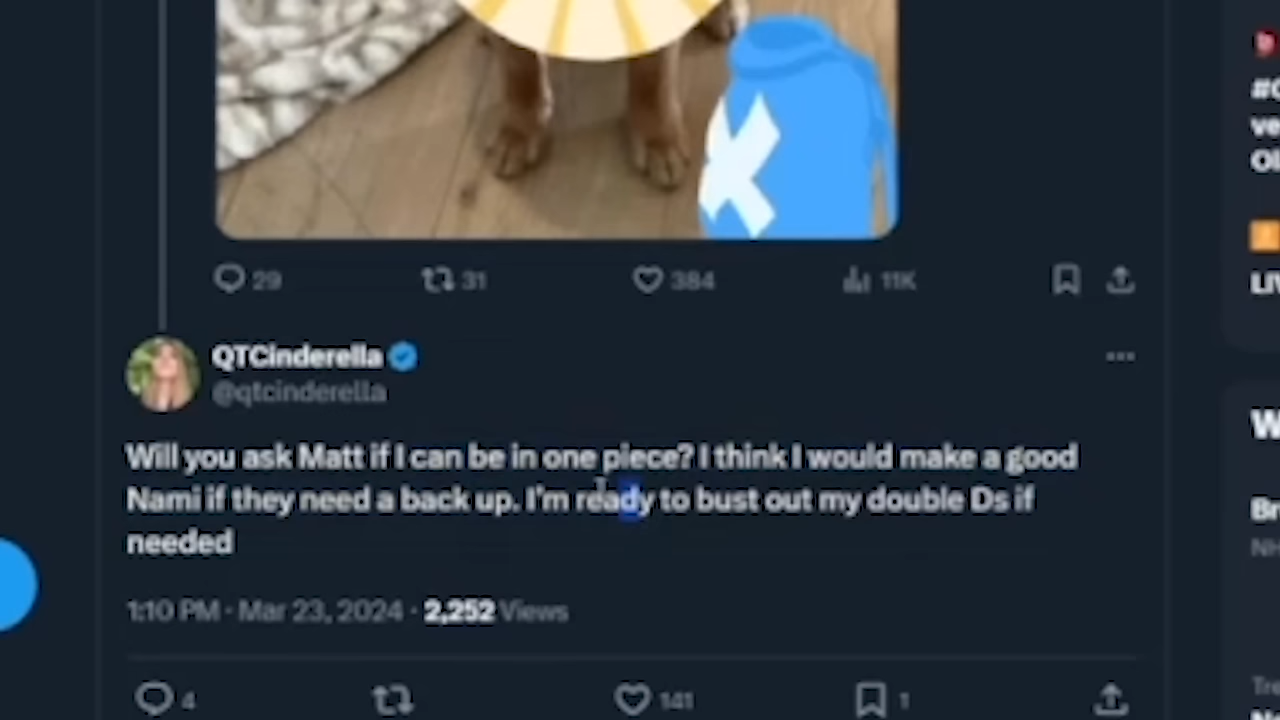 29 31 384 11K
QTCinderella
@qtcinderella
Will you ask Matt if I can be in one piece? I think I would make a good
Nami if they need a back up. I'm ready to bust out my double Ds if
needed
1:10 PM · Mar 23, 2024 · 2,252 Views
4 141 1